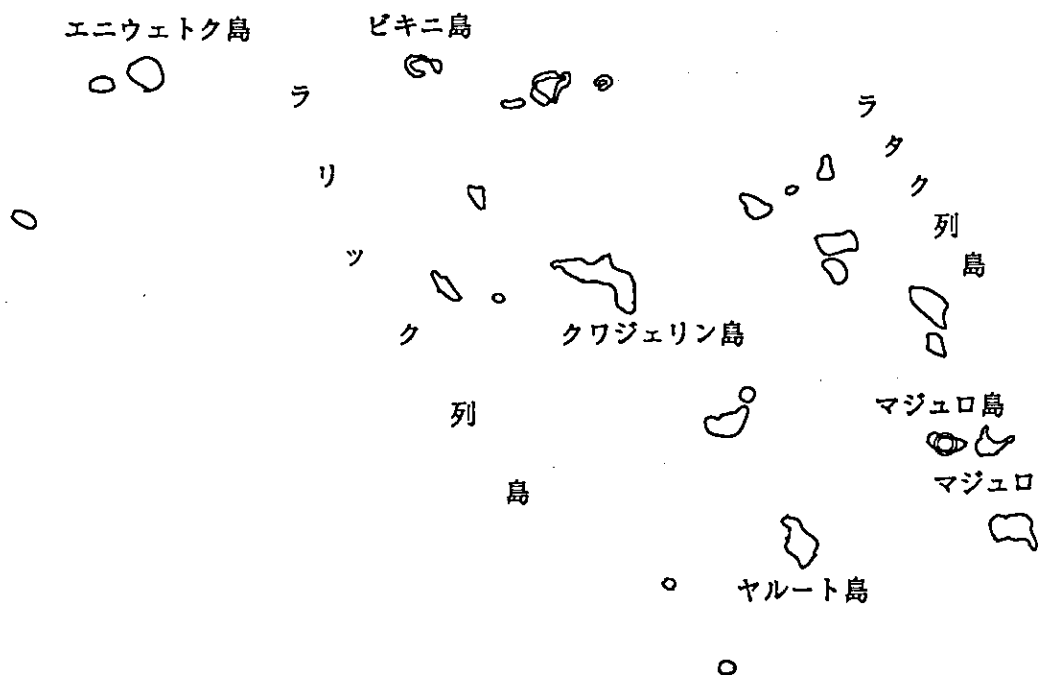 エニウェトク島
ビキニ島
ラリック列島
ラタク列島
クワジェリン島
マジュロ島
マジュロ
ヤルート島